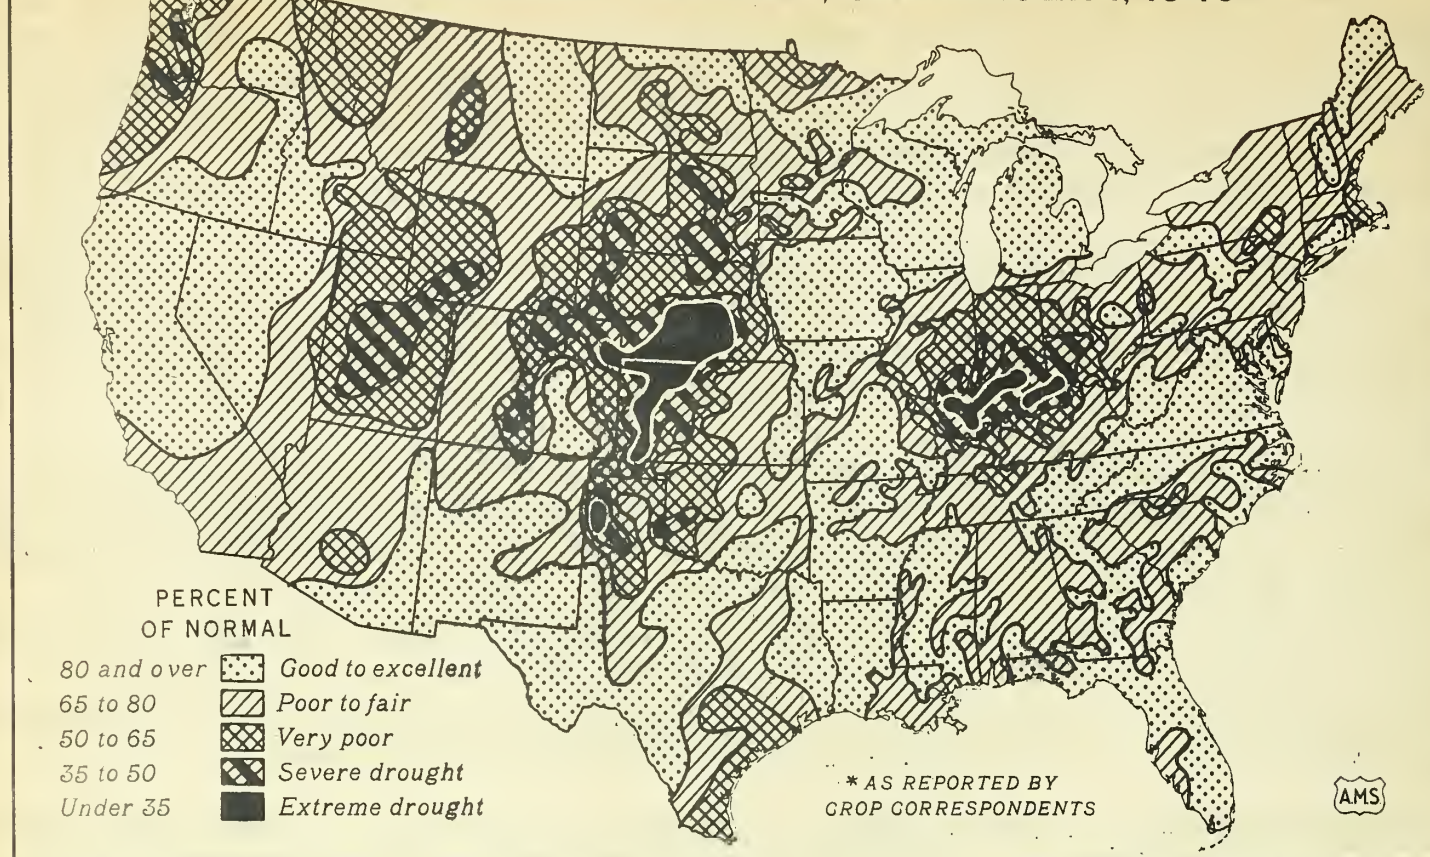 PERCENT
OF NORMAL
80 and over Good to excellent
65 to 80 Poor to fair
50 to 65 Very poor
35 to 50 Severe drought
Under 35 Extreme drought
* AS REPORTED BY
CROP CORRESPONDENTS
A.M.S.